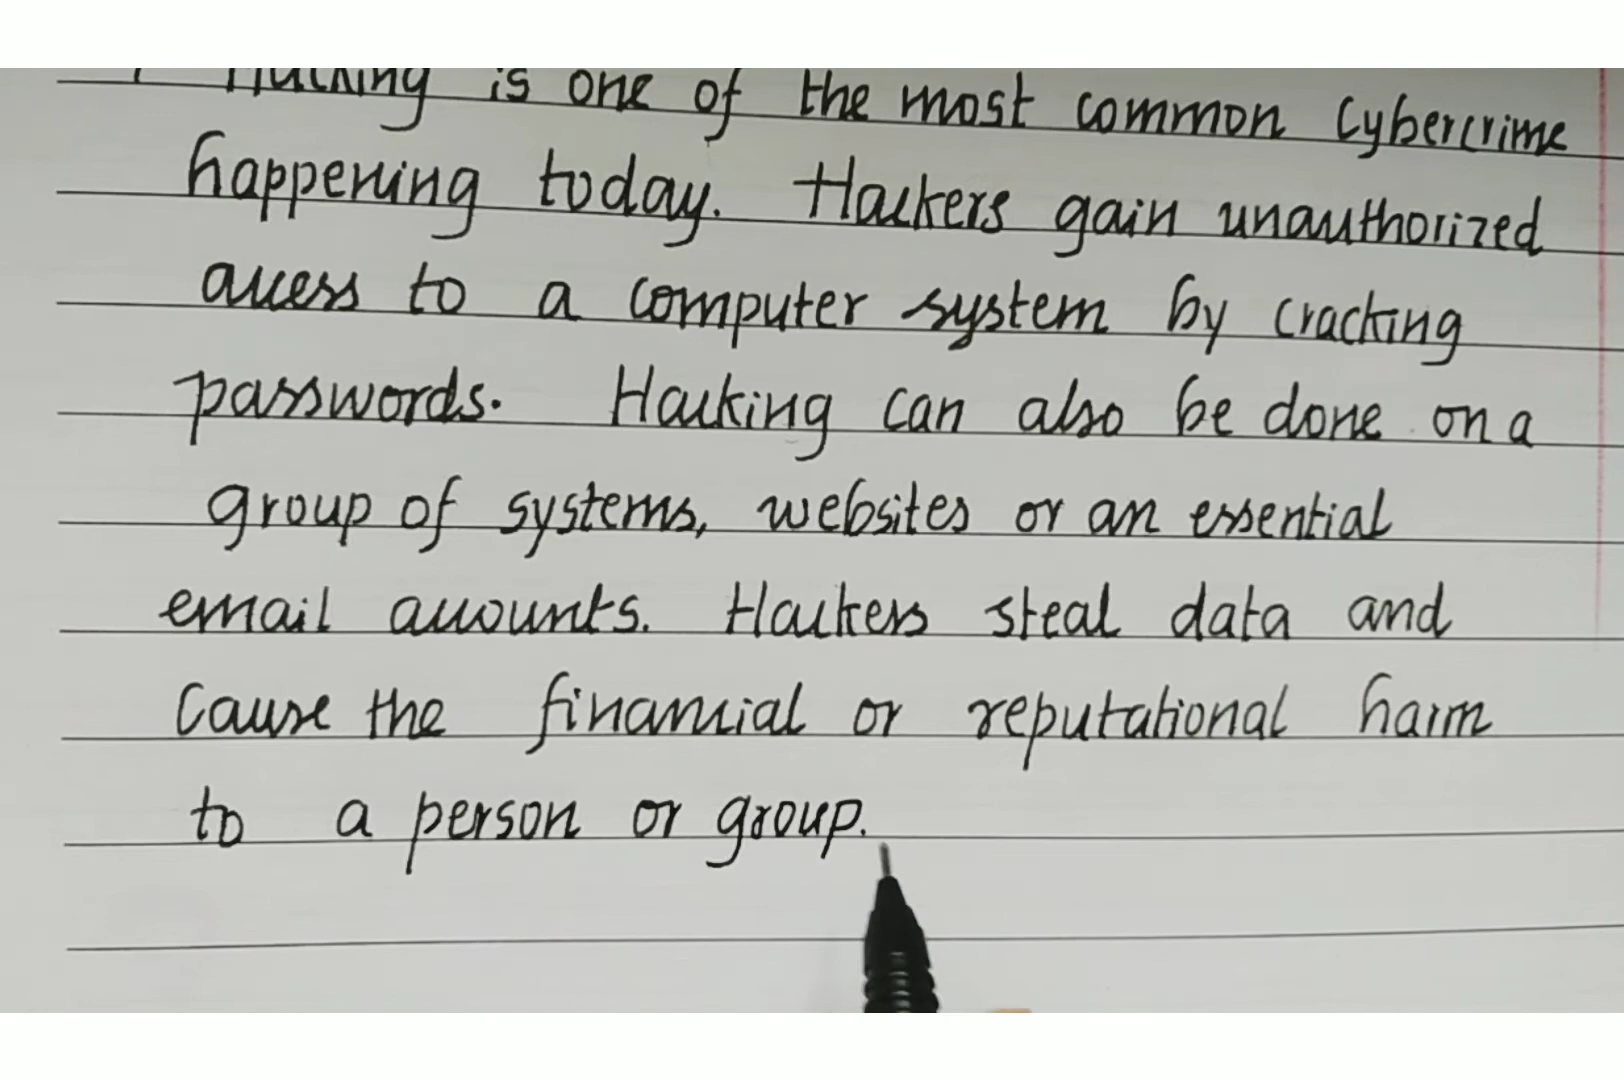 Hacking is one of the most common Cybercrime
happening today. Hackers gain unauthorized
access to a computer system by cracking
passwords. Hacking can also be done on a
group of systems, websites or an essential
email accounts. Hackers steal data and
Cause the financial or reputational harm
to a person or group.